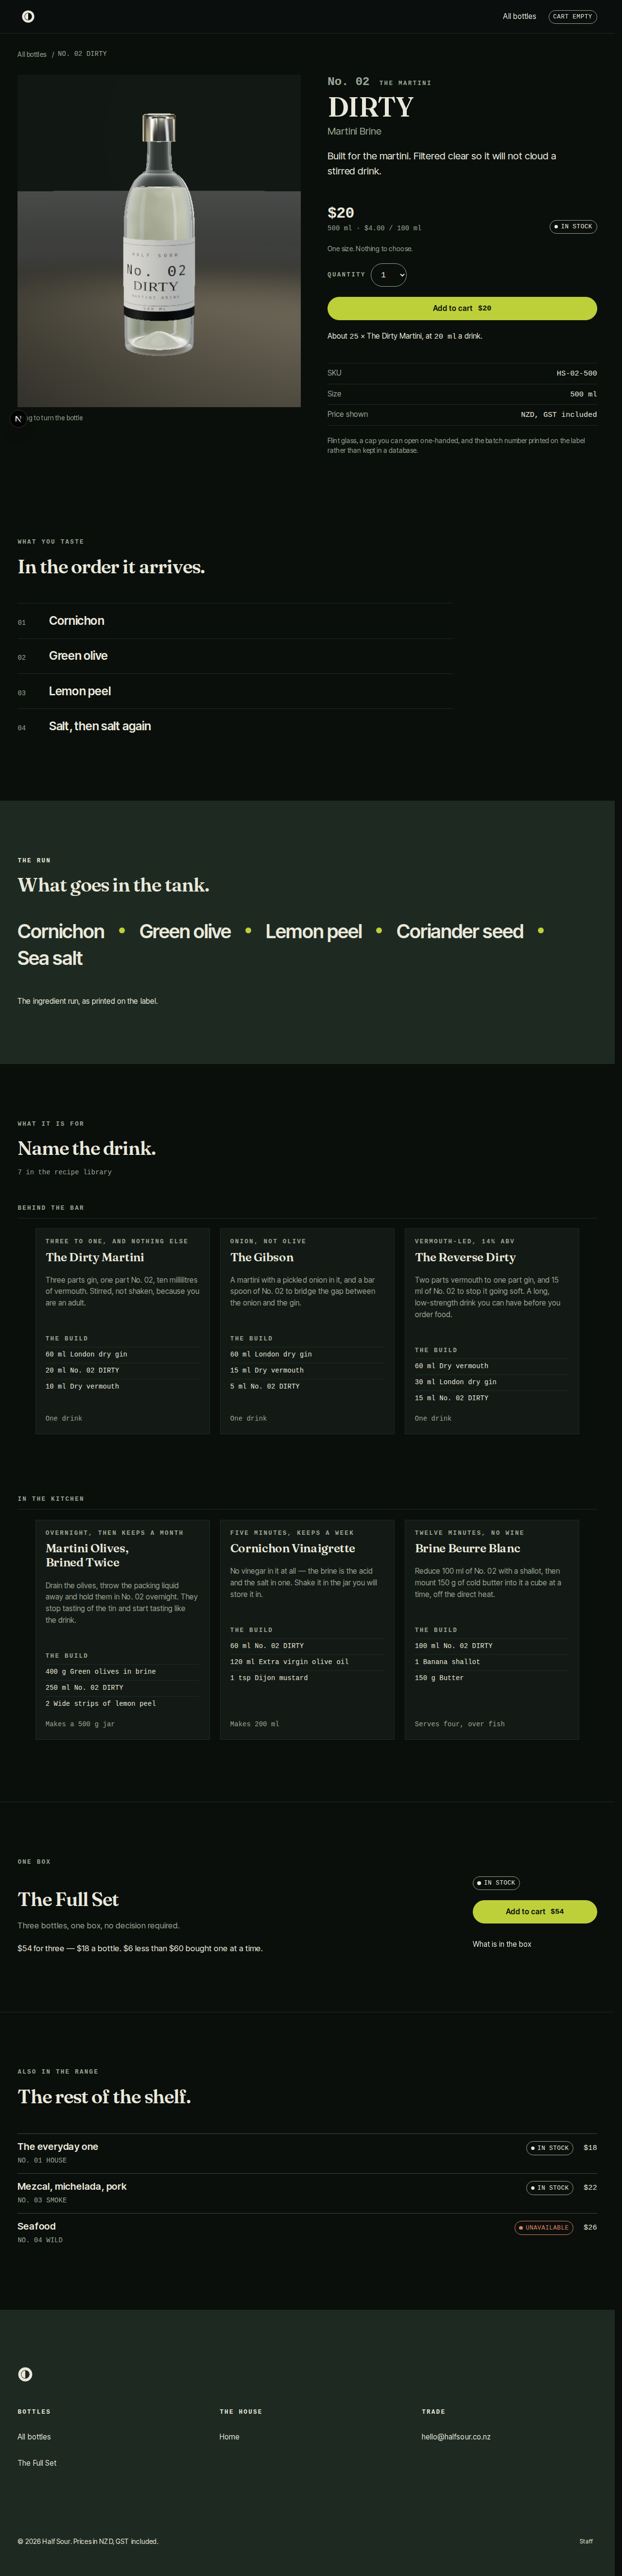 All bottles
CART EMPTY
All bottles / NO. 02 DIRTY
HALF SOUR
No. 02
DIRTY
MARTINI BRINE
500 ML
No. 02 THE MARTINI
DIRTY
Martini Brine
Built for the martini. Filtered clear so it will not cloud a
stirred drink.
$20
500 ml · $4.00 / 100 ml
IN STOCK
One size. Nothing to choose.
QUANTITY 1
Add to cart $20
About 25 × The Dirty Martini, at 20 ml a drink.
SKU HS-02-500
Size 500 ml
Price shown NZD, GST included
Flint glass, a cap you can open one-handed, and the batch number printed on the label
rather than kept in a database.
N
to turn the bottle
WHAT YOU TASTE
In the order it arrives.
01 Cornichon
02 Green olive
03 Lemon peel
04 Salt, then salt again
THE RUN
What goes in the tank.
Cornichon • Green olive • Lemon peel • Coriander seed •
Sea salt
The ingredient run, as printed on the label.
WHAT IT IS FOR
Name the drink.
7 in the recipe library
BEHIND THE BAR
THREE TO ONE, AND NOTHING ELSE
The Dirty Martini
Three parts gin, one part No. 02, ten millilitres
of vermouth. Stirred, not shaken, because you
are an adult.
THE BUILD
60 ml London dry gin
20 ml No. 02 DIRTY
10 ml Dry vermouth
One drink
ONION, NOT OLIVE
The Gibson
A martini with a pickled onion in it, and a bar
spoon of No. 02 to bridge the gap between
the onion and the gin.
THE BUILD
60 ml London dry gin
15 ml Dry vermouth
5 ml No. 02 DIRTY
One drink
VERMOUTH-LED, 14% ABV
The Reverse Dirty
Two parts vermouth to one part gin, and 15
ml of No. 02 to stop it going soft. A long,
low-strength drink you can have before you
order food.
THE BUILD
60 ml Dry vermouth
30 ml London dry gin
15 ml No. 02 DIRTY
One drink
IN THE KITCHEN
OVERNIGHT, THEN KEEPS A MONTH
Martini Olives,
Brined Twice
Drain the olives, throw the packing liquid
away and hold them in No. 02 overnight. They
stop tasting of the tin and start tasting like
the drink.
THE BUILD
400 g Green olives in brine
250 ml No. 02 DIRTY
2 Wide strips of lemon peel
Makes a 500 g jar
FIVE MINUTES, KEEPS A WEEK
Cornichon Vinaigrette
No vinegar in it at all — the brine is the acid
and the salt in one. Shake it in the jar you will
store it in.
THE BUILD
60 ml No. 02 DIRTY
120 ml Extra virgin olive oil
1 tsp Dijon mustard
Makes 200 ml
TWELVE MINUTES, NO WINE
Brine Beurre Blanc
Reduce 100 ml of No. 02 with a shallot, then
mount 150 g of cold butter into it a cube at a
time, off the direct heat.
THE BUILD
100 ml No. 02 DIRTY
1 Banana shallot
150 g Butter
Serves four, over fish
ONE BOX
The Full Set
Three bottles, one box, no decision required.
$54 for three — $18 a bottle. $6 less than $60 bought one at a time.
IN STOCK
Add to cart $54
What is in the box
ALSO IN THE RANGE
The rest of the shelf.
The everyday one
NO. 01 HOUSE
IN STOCK $18
Mezcal, michelada, pork
NO. 03 SMOKE
IN STOCK $22
Seafood
NO. 04 WILD
UNAVAILABLE $26
BOTTLES
All bottles
The Full Set
THE HOUSE
Home
TRADE
hello@halfsour.co.nz
© 2026 Half Sour. Prices in NZD, GST included.
Staff